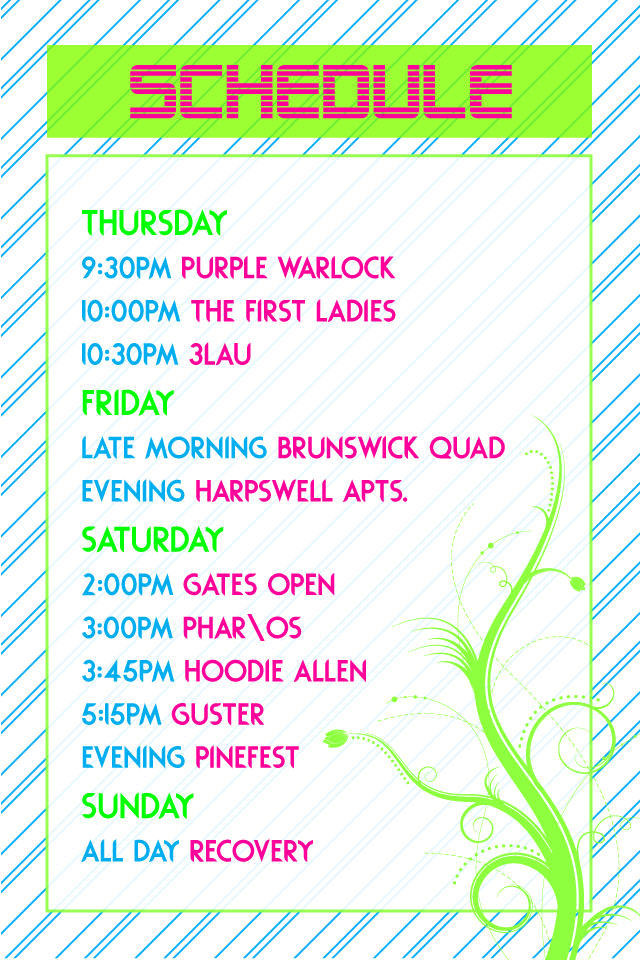 SCHEDULE
THURSDAY
9:30PM PURPLE WARLOCK
10:00PM THE FIRST LADIES
10:30PM 3LAU
FRIDAY
LATE MORNING BRUNSWICK QUAD
EVENING HARPSWELL APTS.
SATURDAY
2:00PM GATES OPEN
3:00PM PHAR\OS
3:45PM HOODIE ALLEN
5:15PM GUSTER
EVENING PINEFEST
SUNDAY
ALL DAY RECOVERY